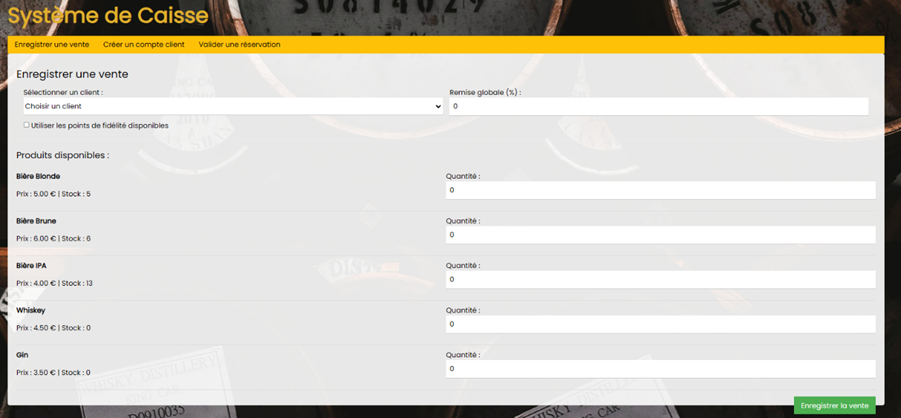 Système de Caisse
Enregistrer une vente Créer un compte client Valider une réservation
Enregistrer une vente
Sélectionner un client : Remise globale (%) :
Choisir un client 0
Utiliser les points de fidélité disponibles
Produits disponibles :
Bière Blonde Quantité :
Prix : 5.00 € | Stock : 5 0
Bière Brune Quantité :
Prix : 6.00 € | Stock : 6 0
Bière IPA Quantité :
Prix : 4.00 € | Stock : 13 0
Whiskey Quantité :
Prix : 4.50 € | Stock : 0 0
Gin Quantité :
Prix : 3.50 € | Stock : 0 0
WHISKY DISTILLERY
D0910035
Enregistrer la vente